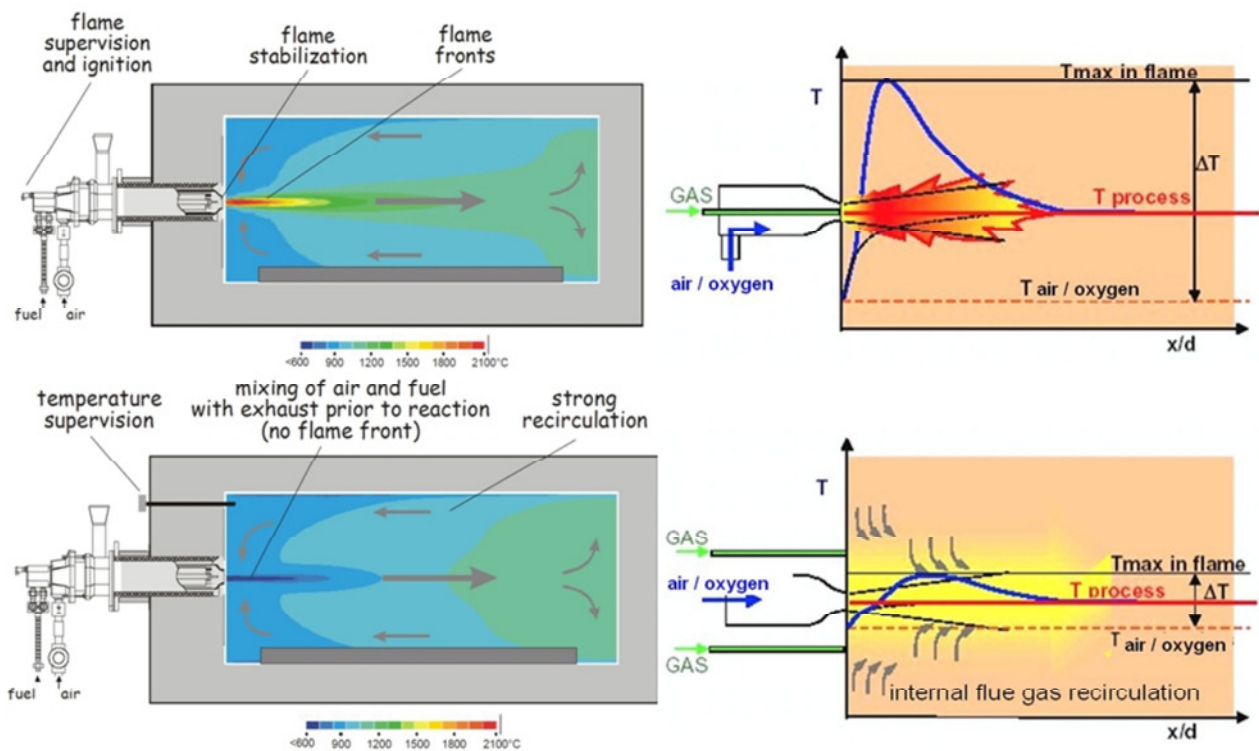 flame
supervision
and ignition
flame
stabilization
flame
fronts
fuel
air
<600 900 1200 1500 1800 2100°C
Tmax in flame
T
ΔT
GAS
T process
air / oxygen
T air / oxygen
x/d
temperature
supervision
mixing of air and fuel
with exhaust prior to reaction
(no flame front)
strong
recirculation
fuel
air
<600 900 1200 1500 1800 2100°C
T
GAS
Tmax in flame
air / oxygen
T process
ΔT
T air / oxygen
GAS
internal flue gas recirculation
x/d